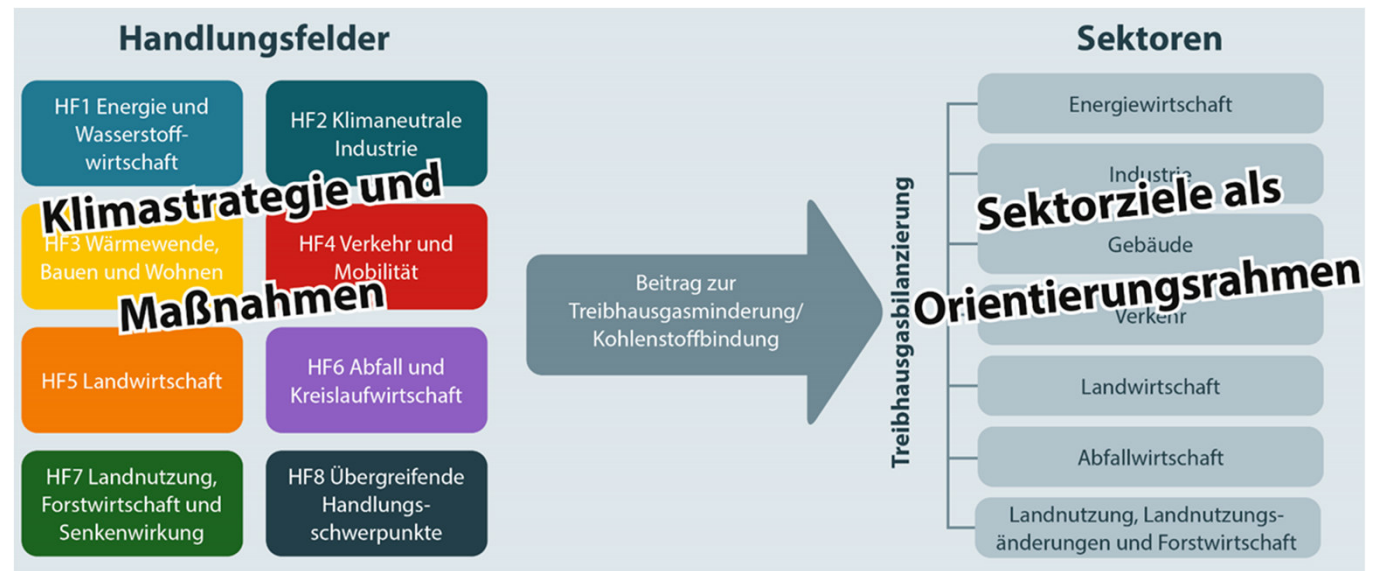 Handlungsfelder
HF1 Energie und
Wasserstoff-
wirtschaft
HF2 Klimaneutrale
Industrie
Klimastrategie und
HF3 Wärmewende,
Bauen und Wohnen
HF4 Verkehr und
Mobilität
Maßnahmen
HF5 Landwirtschaft
HF6 Abfall und
Kreislaufwirtschaft
HF7 Landnutzung,
Forstwirtschaft und
Senkenwirkung
HF8 Übergreifende
Handlungs-
schwerpunkte
Beitrag zur
Treibhausgasminderung/
Kohlenstoffbindung
Treibhausgasbilanzierung
Sektoren
Energiewirtschaft
Industrie
Sektorziele als
Gebäude
Orientierungsrahmen
Verkehr
Landwirtschaft
Abfallwirtschaft
Landnutzung, Landnutzungs-
änderungen und Forstwirtschaft